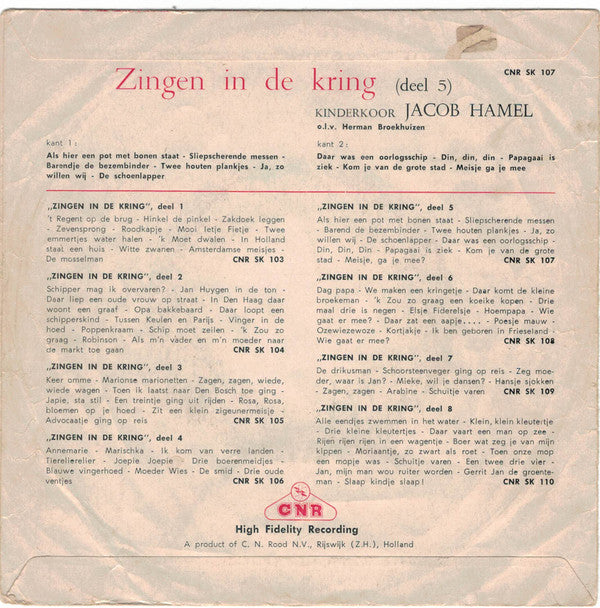 CNR SK 107
Zingen in de kring (deel 5)
KINDERKOOR JACOB HAMEL
o.l.v. Herman Broekhuizen
kant 1:
Als hier een pot met bonen staat - Sliepscherende messen -
Barendje de bezembinder - Twee houten plankjes - Ja, zo
willen wij - De schoenlapper
kant 2:
Daar was een oorlogsschip - Din, din, din - Papagaai is
ziek - Kom je van de grote stad - Meisje ga je mee
„ZINGEN IN DE KRING", deel 1
't Regent op de brug - Hinkel de pinkel - Zakdoek leggen
- Zevensprong - Roodkapje - Mooi Ietje Fietje - Twee
emmertjes water halen - 'k Moet dwalen - In Holland
staat een huis - Witte zwanen - Amsterdamse meisjes -
De mosselman CNR SK 103
„ZINGEN IN DE KRING", deel 2
Schipper mag ik overvaren? - Jan Huygen in de ton -
Daar liep een oude vrouw op straat - In Den Haag daar
woont een graaf - Opa bakkebaard - Daar loopt een
schipperskind - Tussen Keulen en Parijs - Vinger in de
hoed - Poppenkraam - Schip moet zeilen - 'k Zou zo
graag - Robinson - Als m'n vader en m'n moeder naar
de markt toe gaan CNR SK 104
„ZINGEN IN DE KRING", deel 3
Keer omme - Marionse marionetten - Zagen, zagen, wiede,
wiede wagen - Toen ik laatst naar Den Bosch toe ging -
Japie, sta stil - Een treintje ging uit rijden - Rosa, Rosa,
bloemen op je hoed - Zit een klein zigeunermeisje -
Advocaatje ging op reis CNR SK 105
„ZINGEN IN DE KRING", deel 4
Annemarie - Marischka - Ik kom van verre landen -
Tierelierelier - Joepie Joepie - Drie boerenmeidjes -
Blauwe vingerhoed - Moeder Wies - De smid - Drie oude
ventjes CNR SK 106
„ZINGEN IN DE KRING", deel 5
Als hier een pot met bonen staat - Sliepscherende messen
- Barend de bezembinder - Twee houten plankjes - Ja, zo
willen wij - De schoenlapper - Daar was een oorlogsschip -
Din, Din, Din - Papagaai is ziek - Kom je van de grote
stad - Meisje, ga je mee? CNR SK 107
„ZINGEN IN DE KRING", deel 6
Dag papa - We maken een kringetje - Daar komt de kleine
broekeman - 'k Zou zo graag een koeike kopen - Drie
maal drie is negen - Elsje Fiderelsje - Hoempapa - Wie
gaat er mee? - Daar zat een aapje.... - Poesje mauw -
Ozewiezewoze - Kortjakje - Ik ben geboren in Frieseland -
Wie gaat er mee? CNR SK 108
„ZINGEN IN DE KRING", deel 7
De drikusman - Schoorsteenveger ging op reis - Zeg moe-
der, waar is Jan? - Mieke, wil je dansen? - Hansje sjokken
- Zagen, zagen - Arabine - Schuitje varen CNR SK 109
„ZINGEN IN DE KRING", deel 8
Alle eendjes zwemmen in het water - Klein, klein kleutertje
- Drie kleine kleutertjes - Daar vaart een man op zee -
Rijen rijen rijen in een wagentje - Boer wat zeg je van mijn
kippen - Moriaantje, zo zwart als roet - Toen onze mop
een mopje was - Schuitje varen - Een twee drie vier -
Jan, mijn man wou ruiter worden - Gerrit Jan de groente-
man - Slaap kindje slaap! CNR SK 110
CNR
High Fidelity Recording
A product of C. N. Rood N.V., Rijswijk (Z.H.), Holland